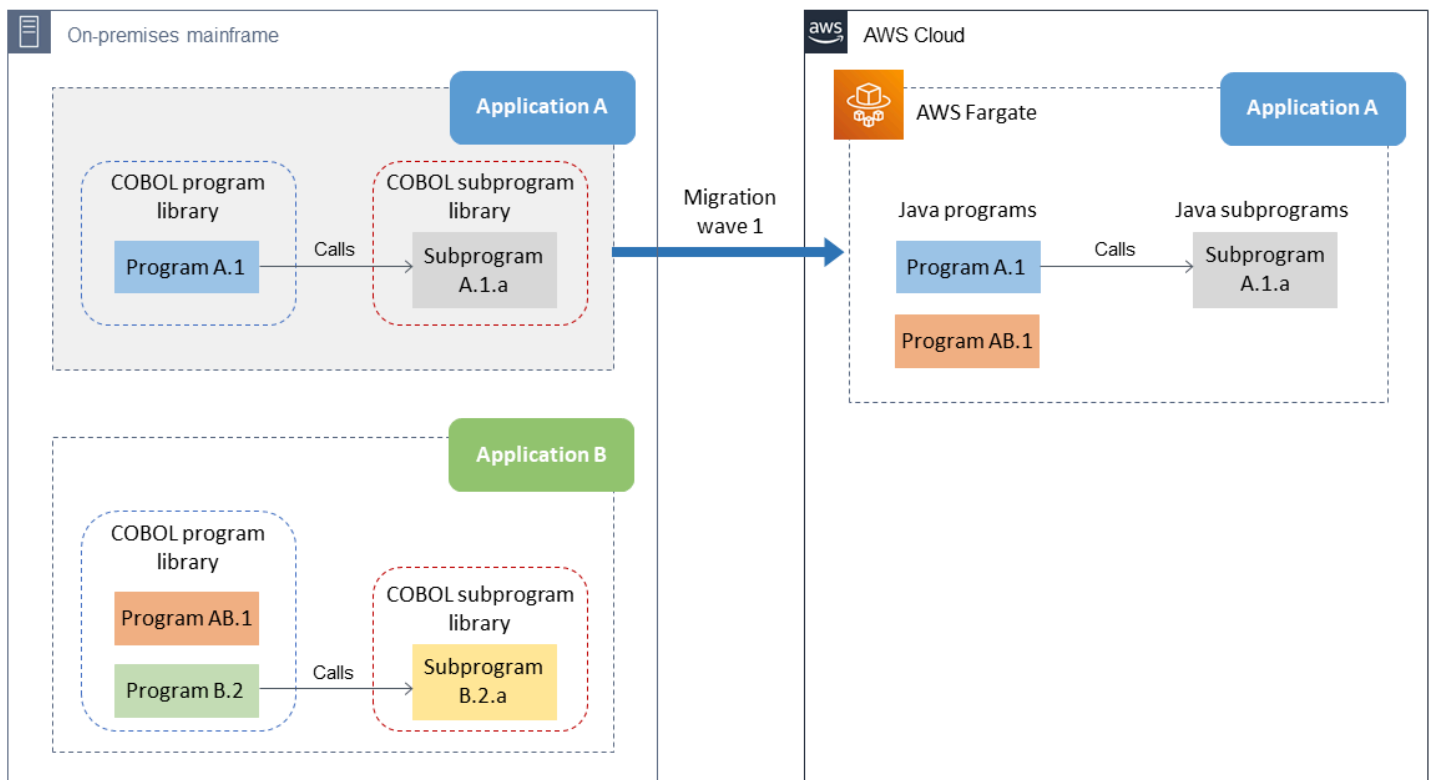 On-premises mainframe
Application A
COBOL program
library
Program A.1
Calls
COBOL subprogram
library
Subprogram
A.1.a
Application B
COBOL program
library
Program AB.1
Program B.2
Calls
COBOL subprogram
library
Subprogram
B.2.a
Migration
wave 1
aws
AWS Cloud
AWS Fargate
Application A
Java programs
Program A.1
Calls
Java subprograms
Subprogram
A.1.a
Program AB.1